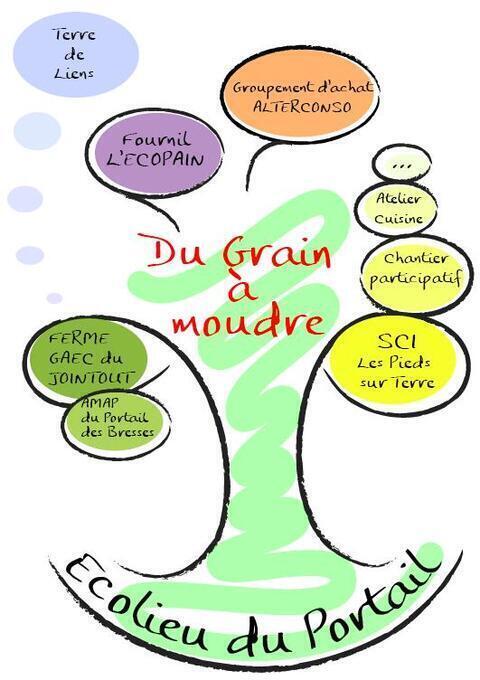 Terre
de
Liens
Groupement d'achat
ALTERCONSO
Fournil
L'ECOPAIN
...
Atelier
Cuisine
Chantier
participatif
Du Grain
à
moudre
SCI
Les Pieds
sur Terre
FERME
GAEC du
JOINTOUT
AMAP
du Portail
des Bresses
Ecolieu du Portail